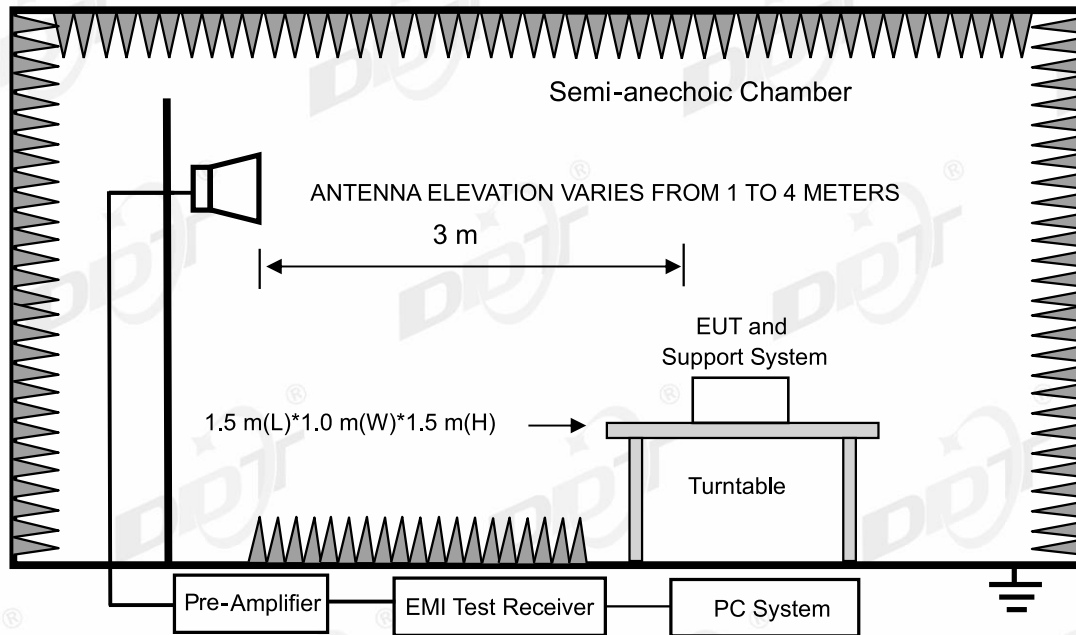 Semi-anechoic Chamber
ANTENNA ELEVATION VARIES FROM 1 TO 4 METERS
3 m
EUT and
Support System
1.5 m(L)*1.0 m(W)*1.5 m(H)
Turntable
Pre-Amplifier
EMI Test Receiver
PC System
DDT
®